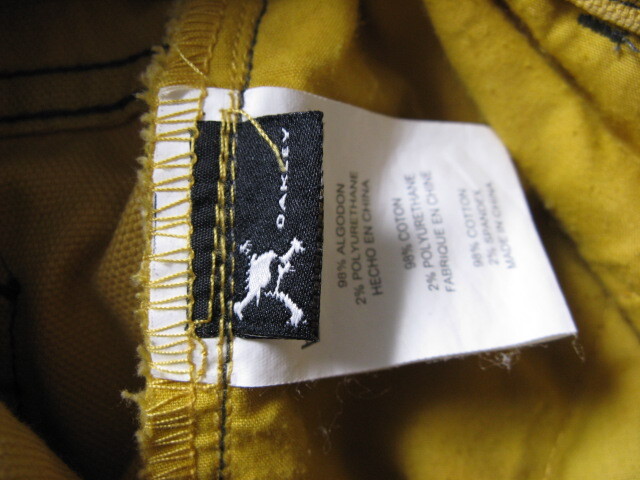 OAKLEY
98% ALGODON
2% POLYURETHANE
HECHO EN CHINA
98% COTON
2% POLYURETHANE
FABRIQUE EN CHINE
98% COTTON
2% SPANDEX
MADE IN CHINA